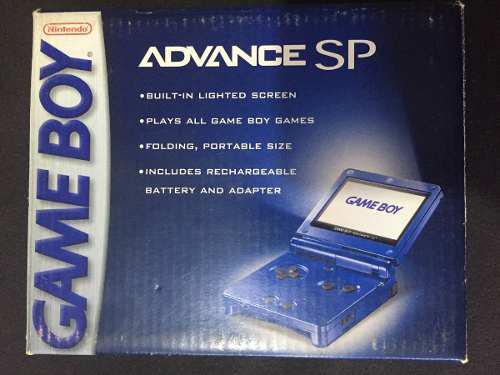 Nintendo®
GAME BOY
ADVANCE SP
•BUILT-IN LIGHTED SCREEN
•PLAYS ALL GAME BOY GAMES
•FOLDING, PORTABLE SIZE
•INCLUDES RECHARGEABLE
BATTERY AND ADAPTER
GAME BOY